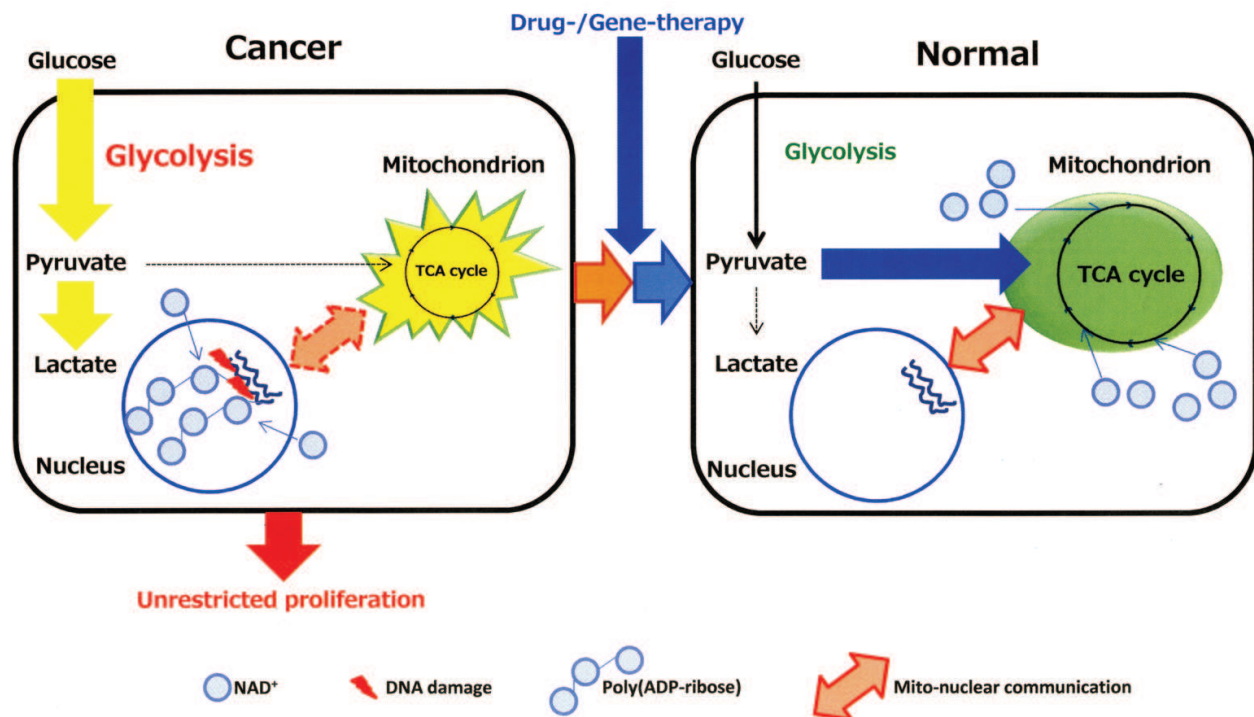 Drug-/Gene-therapy
Cancer
Glucose
Glycolysis
Mitochondrion
Pyruvate
TCA cycle
Lactate
Nucleus
Unrestricted proliferation
Normal
Glucose
Glycolysis
Mitochondrion
Pyruvate
TCA cycle
Lactate
Nucleus
NAD⁺
DNA damage
Poly(ADP-ribose)
Mito-nuclear communication